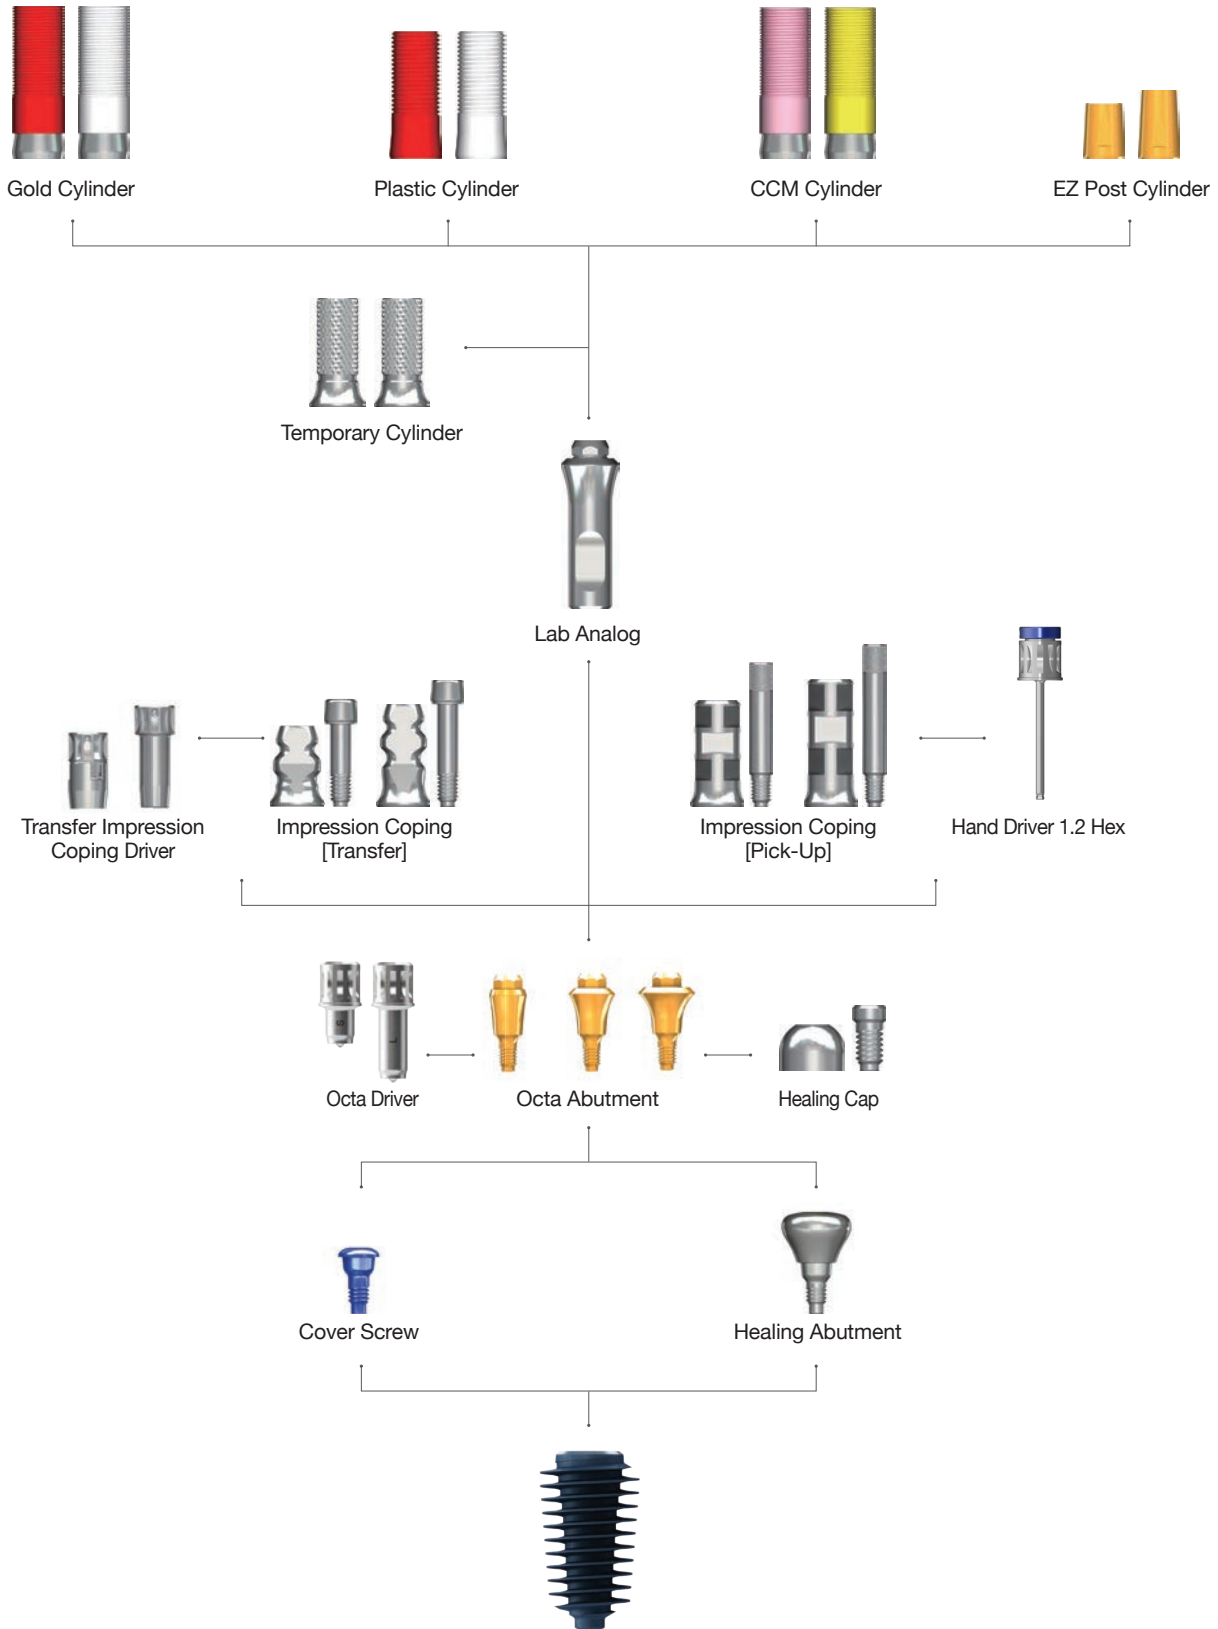 Gold Cylinder
Plastic Cylinder
CCM Cylinder
EZ Post Cylinder
Temporary Cylinder
Lab Analog
Transfer Impression
Coping Driver
Impression Coping
[Transfer]
Impression Coping
[Pick-Up]
Hand Driver 1.2 Hex
S
L
Octa Driver
Octa Abutment
Healing Cap
Cover Screw
Healing Abutment